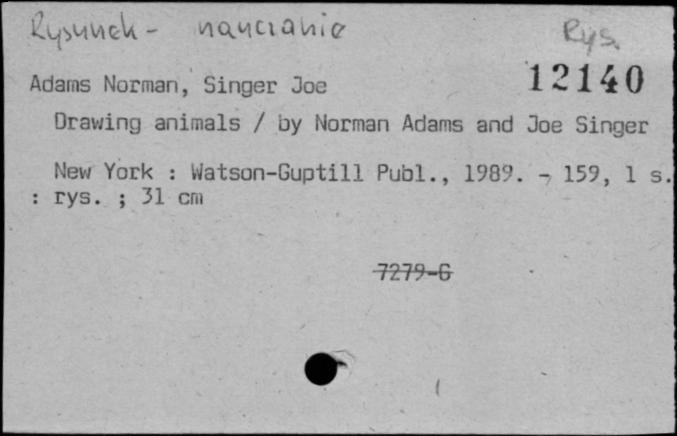 Rysunek - nauczanie
Rys.
12140
Adams Norman, Singer Joe
Drawing animals / by Norman Adams and Joe Singer
New York : Watson-Guptill Publ., 1989. - 159, 1 s.
: rys. ; 31 cm
7279-G